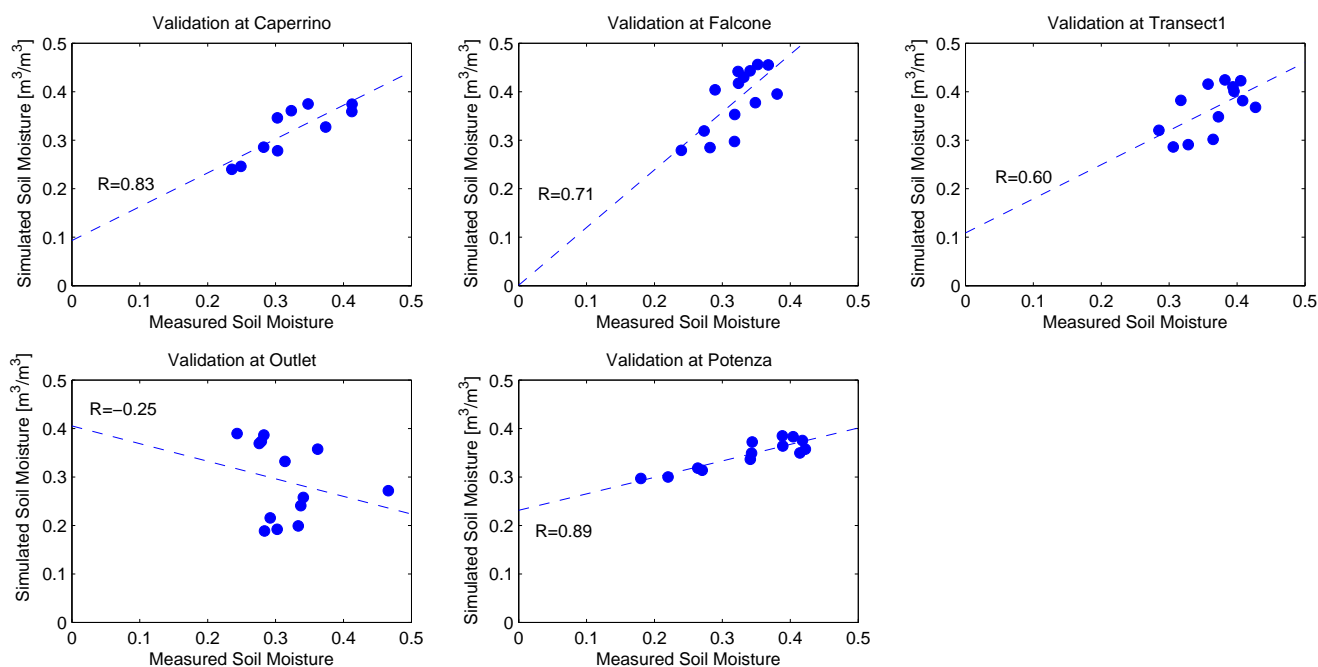 Validation at Caperrino
Simulated Soil Moisture [m³/m³]
0.5
0.4
0.3
0.2
0.1
0
R=0.83
0 0.1 0.2 0.3 0.4 0.5
Measured Soil Moisture
Validation at Falcone
Simulated Soil Moisture [m³/m³]
0.5
0.4
0.3
0.2
0.1
0
R=0.71
0 0.1 0.2 0.3 0.4 0.5
Measured Soil Moisture
Validation at Transect1
Simulated Soil Moisture [m³/m³]
0.5
0.4
0.3
0.2
0.1
0
R=0.60
0 0.1 0.2 0.3 0.4 0.5
Measured Soil Moisture
Validation at Outlet
Simulated Soil Moisture [m³/m³]
0.5
0.4
0.3
0.2
0.1
0
R=−0.25
0 0.1 0.2 0.3 0.4 0.5
Measured Soil Moisture
Validation at Potenza
Simulated Soil Moisture [m³/m³]
0.5
0.4
0.3
0.2
0.1
0
R=0.89
0 0.1 0.2 0.3 0.4 0.5
Measured Soil Moisture